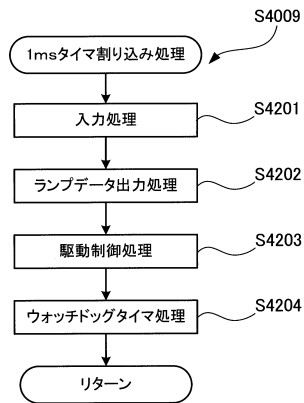 S4009
1msタイマ割り込み処理
入力処理
S4201
ランプデータ出力処理
S4202
駆動制御処理
S4203
ウォッチドッグタイマ処理
S4204
リターン